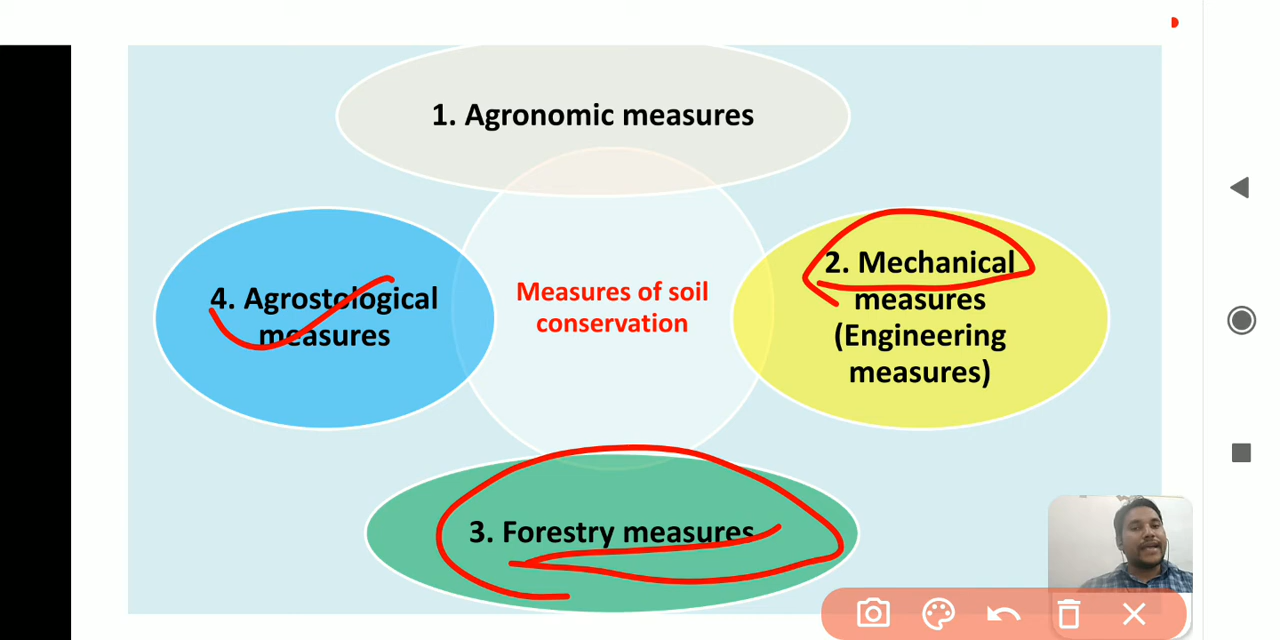 1. Agronomic measures
2. Mechanical
measures
(Engineering
measures)
Measures of soil
conservation
4. Agrostological
measures
3. Forestry measures